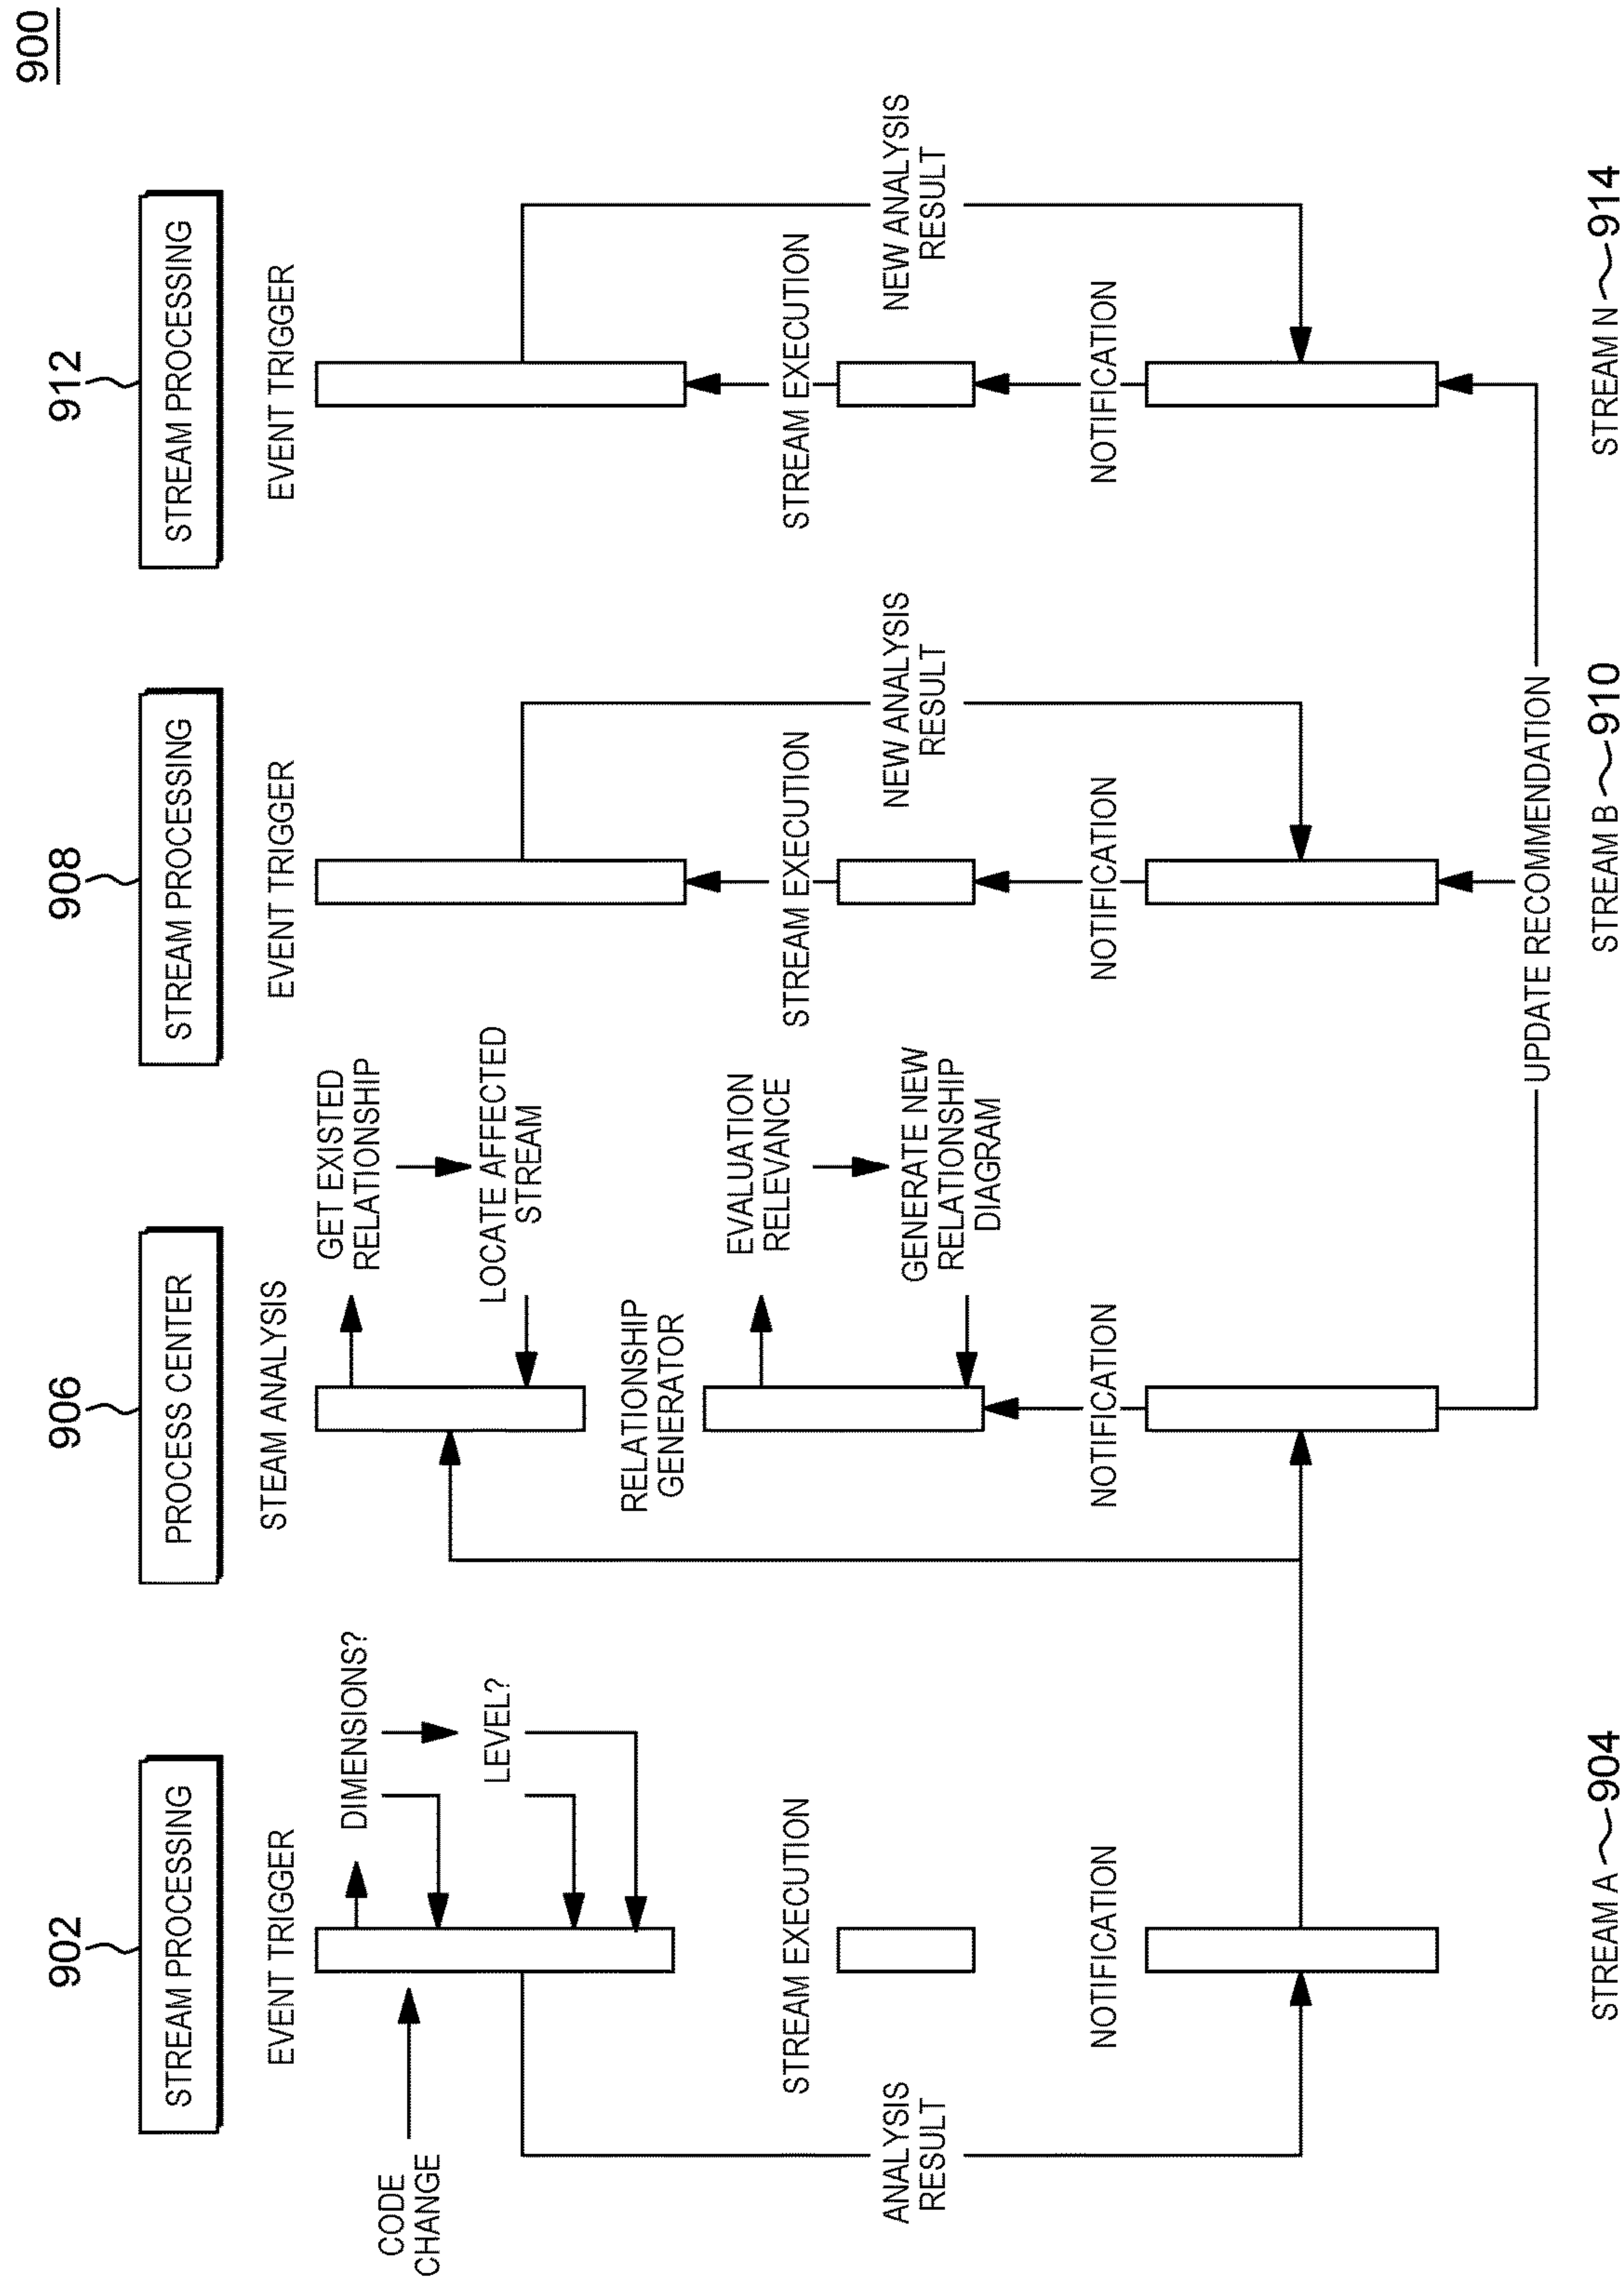 900
902
STREAM PROCESSING
EVENT TRIGGER
CODE
CHANGE
DIMENSIONS?
LEVEL?
STREAM EXECUTION
ANALYSIS
RESULT
NOTIFICATION
STREAM A 904
906
PROCESS CENTER
STEAM ANALYSIS
GET EXISTED
RELATIONSHIP
LOCATE AFFECTED
STREAM
RELATIONSHIP
GENERATOR
EVALUATION
RELEVANCE
GENERATE NEW
RELATIONSHIP
DIAGRAM
NOTIFICATION
UPDATE RECOMMENDATION
908
STREAM PROCESSING
EVENT TRIGGER
STREAM EXECUTION
NEW ANALYSIS
RESULT
NOTIFICATION
STREAM B 910
912
STREAM PROCESSING
EVENT TRIGGER
STREAM EXECUTION
NEW ANALYSIS
RESULT
NOTIFICATION
STREAM N 914